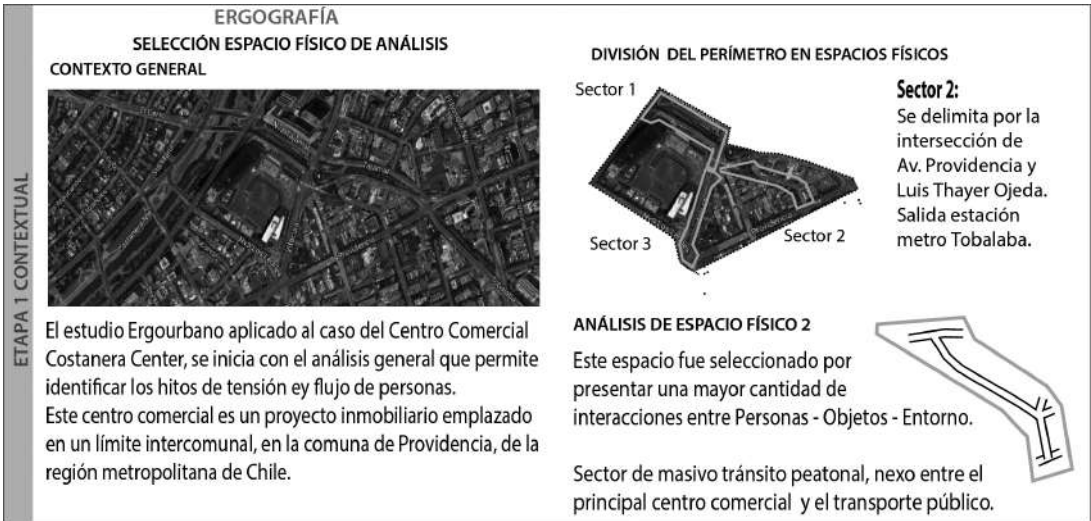 ERGOGRAFÍA
SELECCIÓN ESPACIO FÍSICO DE ANÁLISIS
CONTEXTO GENERAL
ETAPA 1 CONTEXTUAL
El estudio Ergourbano aplicado al caso del Centro Comercial
Costanera Center, se inicia con el análisis general que permite
identificar los hitos de tensión ey flujo de personas.
Este centro comercial es un proyecto inmobiliario emplazado
en un límite intercomunal, en la comuna de Providencia, de la
región metropolitana de Chile.
DIVISIÓN DEL PERÍMETRO EN ESPACIOS FÍSICOS
Sector 1
Sector 3
Sector 2
Sector 2:
Se delimita por la
intersección de
Av. Providencia y
Luis Thayer Ojeda.
Salida estación
metro Tobalaba.
ANÁLISIS DE ESPACIO FÍSICO 2
Este espacio fue seleccionado por
presentar una mayor cantidad de
interacciones entre Personas - Objetos - Entorno.
Sector de masivo tránsito peatonal, nexo entre el
principal centro comercial y el transporte público.